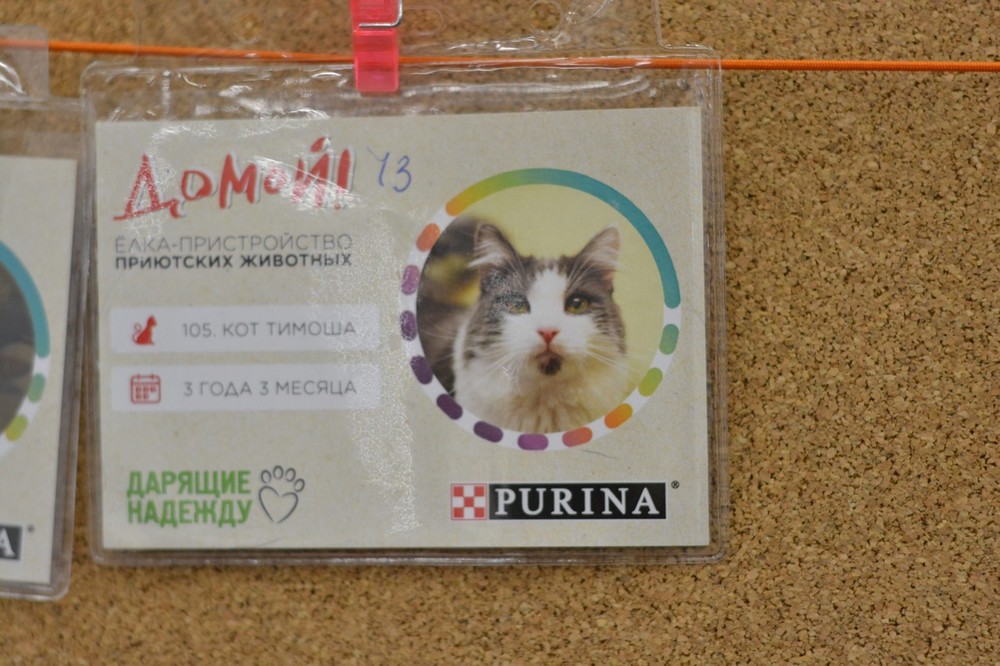 ДОМОЙ! 13
ЁЛКА-ПРИСТРОЙСТВО
ПРИЮТСКИХ ЖИВОТНЫХ
105. КОТ ТИМОША
3 ГОДА 3 МЕСЯЦА
ДАРЯЩИЕ
НАДЕЖДУ
PURINA®
A®